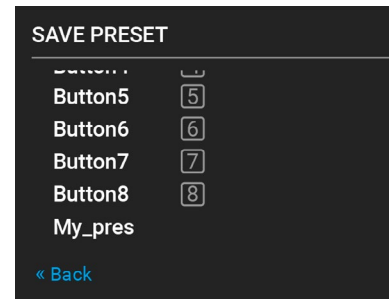 SAVE PRESET
Button5 5
Button6 6
Button7 7
Button8 8
My_pres
« Back